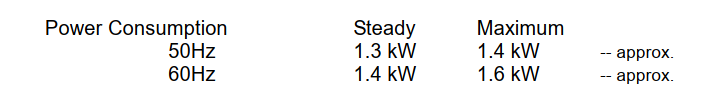 Power Consumption Steady Maximum
50Hz 1.3 kW 1.4 kW -- approx.
60Hz 1.4 kW 1.6 kW -- approx.